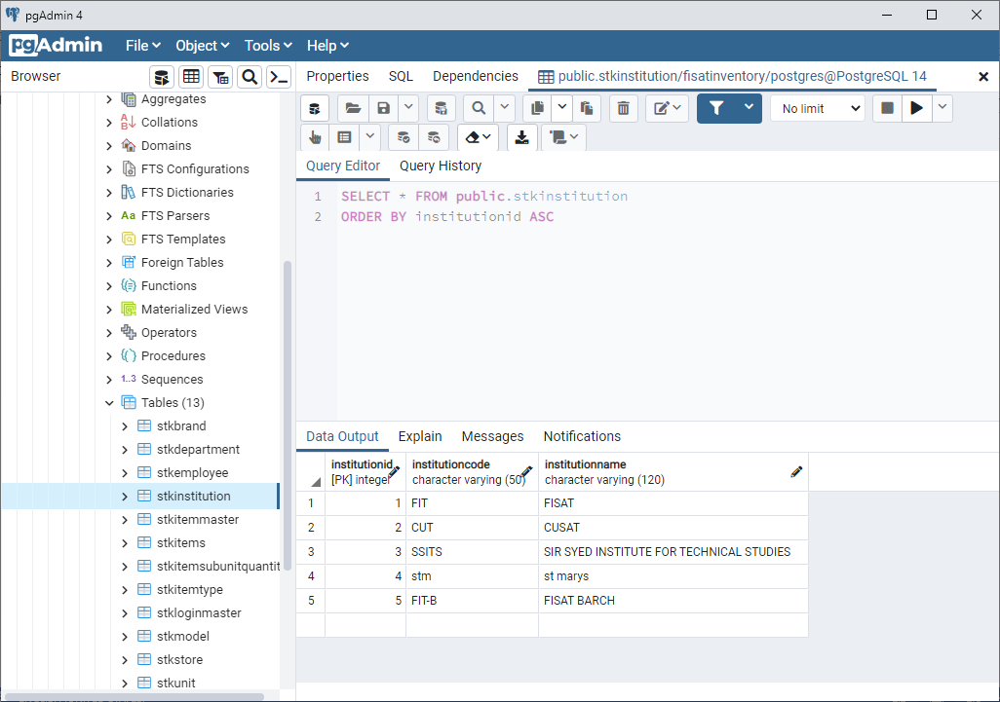 pgAdmin 4
pgAdmin File Object Tools Help
Browser
Properties SQL Dependencies public.stkinstitution/fisatinventory/postgres@PostgreSQL 14
No limit
Aggregates
Collations
Domains
FTS Configurations
FTS Dictionaries
Aa FTS Parsers
FTS Templates
Foreign Tables
Functions
Materialized Views
Operators
Procedures
1..3 Sequences
Tables (13)
stkbrand
stkdepartment
stkemployee
stkinstitution
stkitemmaster
stkitems
stkitemsubunitquantit
stkitemtype
stkloginmaster
stkmodel
stkstore
stkunit
Query Editor Query History
1 SELECT * FROM public.stkinstitution
2 ORDER BY institutionid ASC
Data Output Explain Messages Notifications
institutionid institutioncode institutionname
[PK] integer character varying (50) character varying (120)
1 1 FIT FISAT
2 2 CUT CUSAT
3 3 SSITS SIR SYED INSTITUTE FOR TECHNICAL STUDIES
4 4 stm st marys
5 5 FIT-B FISAT BARCH